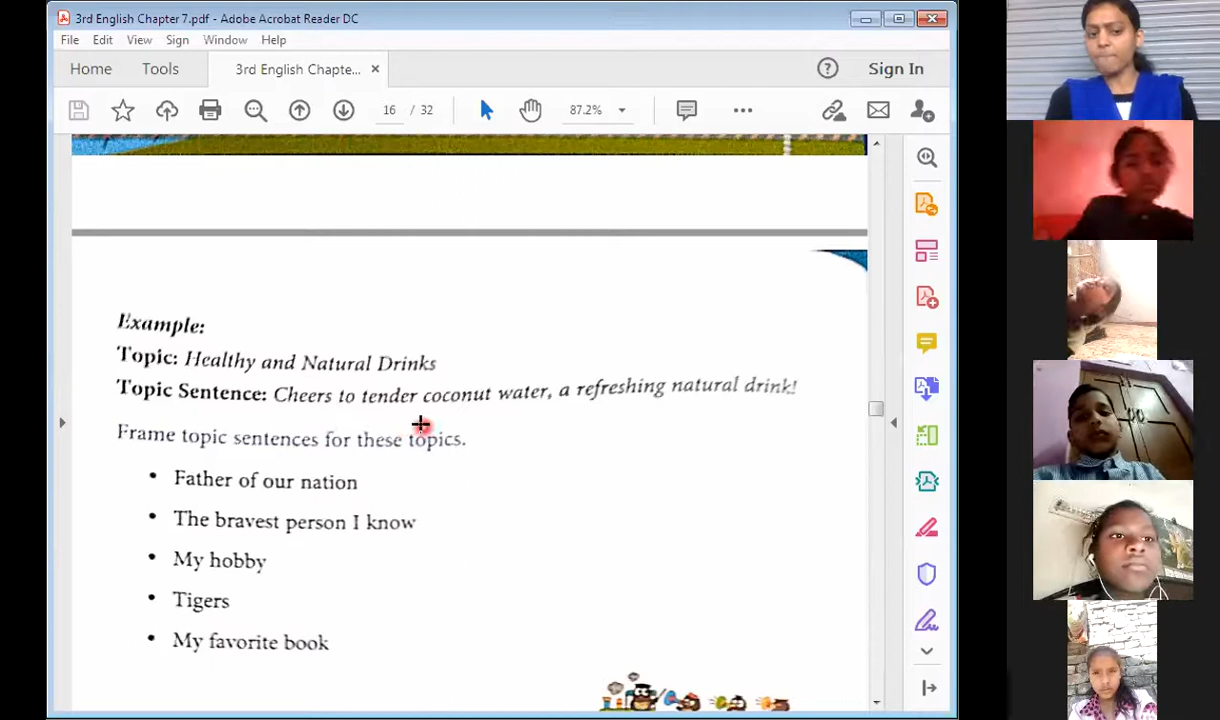 3rd English Chapter 7.pdf - Adobe Acrobat Reader DC
File Edit View Sign Window Help
Home Tools 3rd English Chapte... × Sign In
16 / 32 87.2%
Example:
Topic: Healthy and Natural Drinks
Topic Sentence: Cheers to tender coconut water, a refreshing natural drink!
Frame topic sentences for these topics.
• Father of our nation
• The bravest person I know
• My hobby
• Tigers
• My favorite book